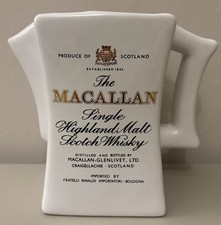 PRODUCE OF SCOTLAND
ESTABLISHED 1824
The
MACALLAN
Single
Highland Malt
Scotch Whisky
DISTILLED AND BOTTLED BY
MACALLAN-GLENLIVET, LTD.
CRAIGELLACHIE - SCOTLAND
IMPORTED BY
FRATELLI RINALDI IMPORTATORI - BOLOGNA